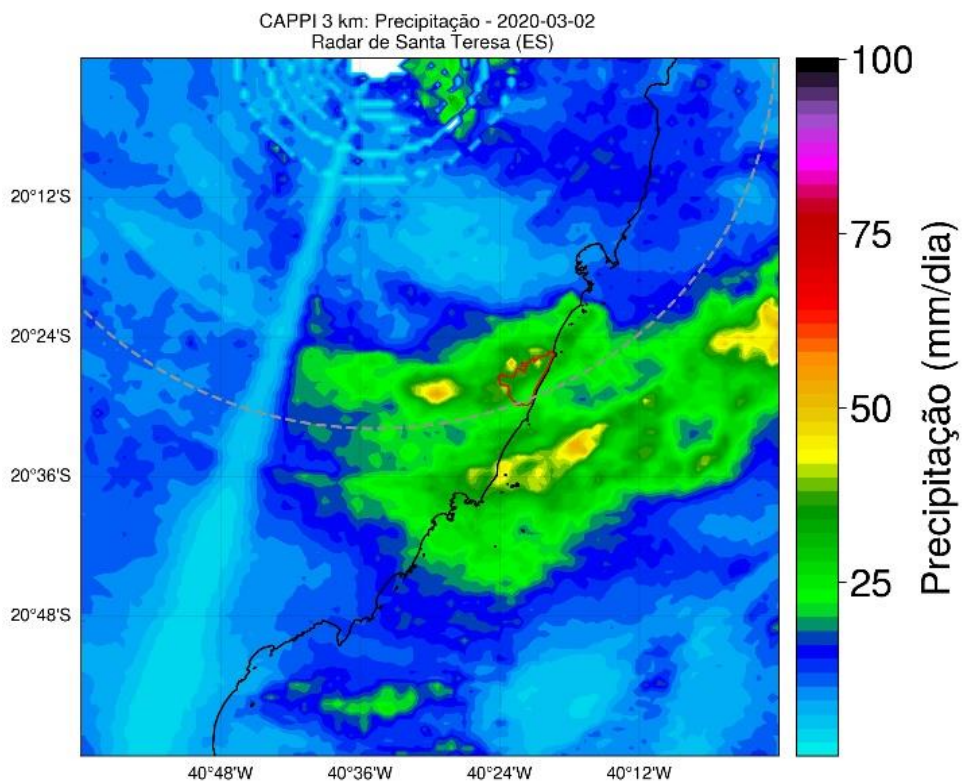 CAPPI 3 km: Precipitação - 2020-03-02
Radar de Santa Teresa (ES)
100
75
50
25
Precipitação (mm/dia)
20°12'S
20°24'S
20°36'S
20°48'S
40°48'W
40°36'W
40°24'W
40°12'W